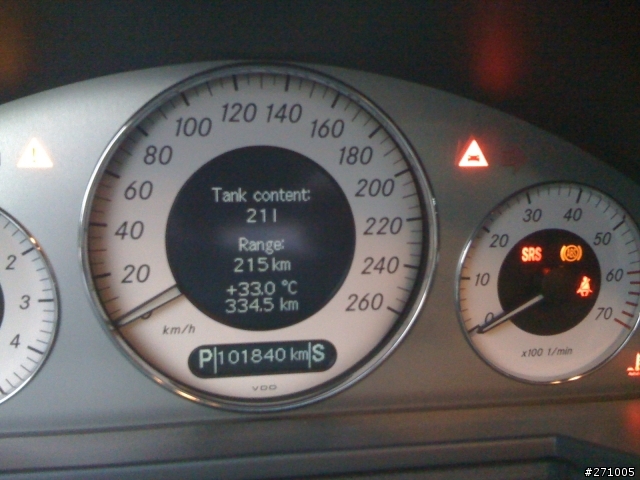 120 140
100 160
80 180
60 200
40 220
20 240
0 260
km/h
Tank content:
21 l
Range:
215 km
+33.0 °C
334.5 km
P 101840 km S
VDO
2
3
4
30 40
20 50
10 60
0 70
SRS
x100 1/min
#271005